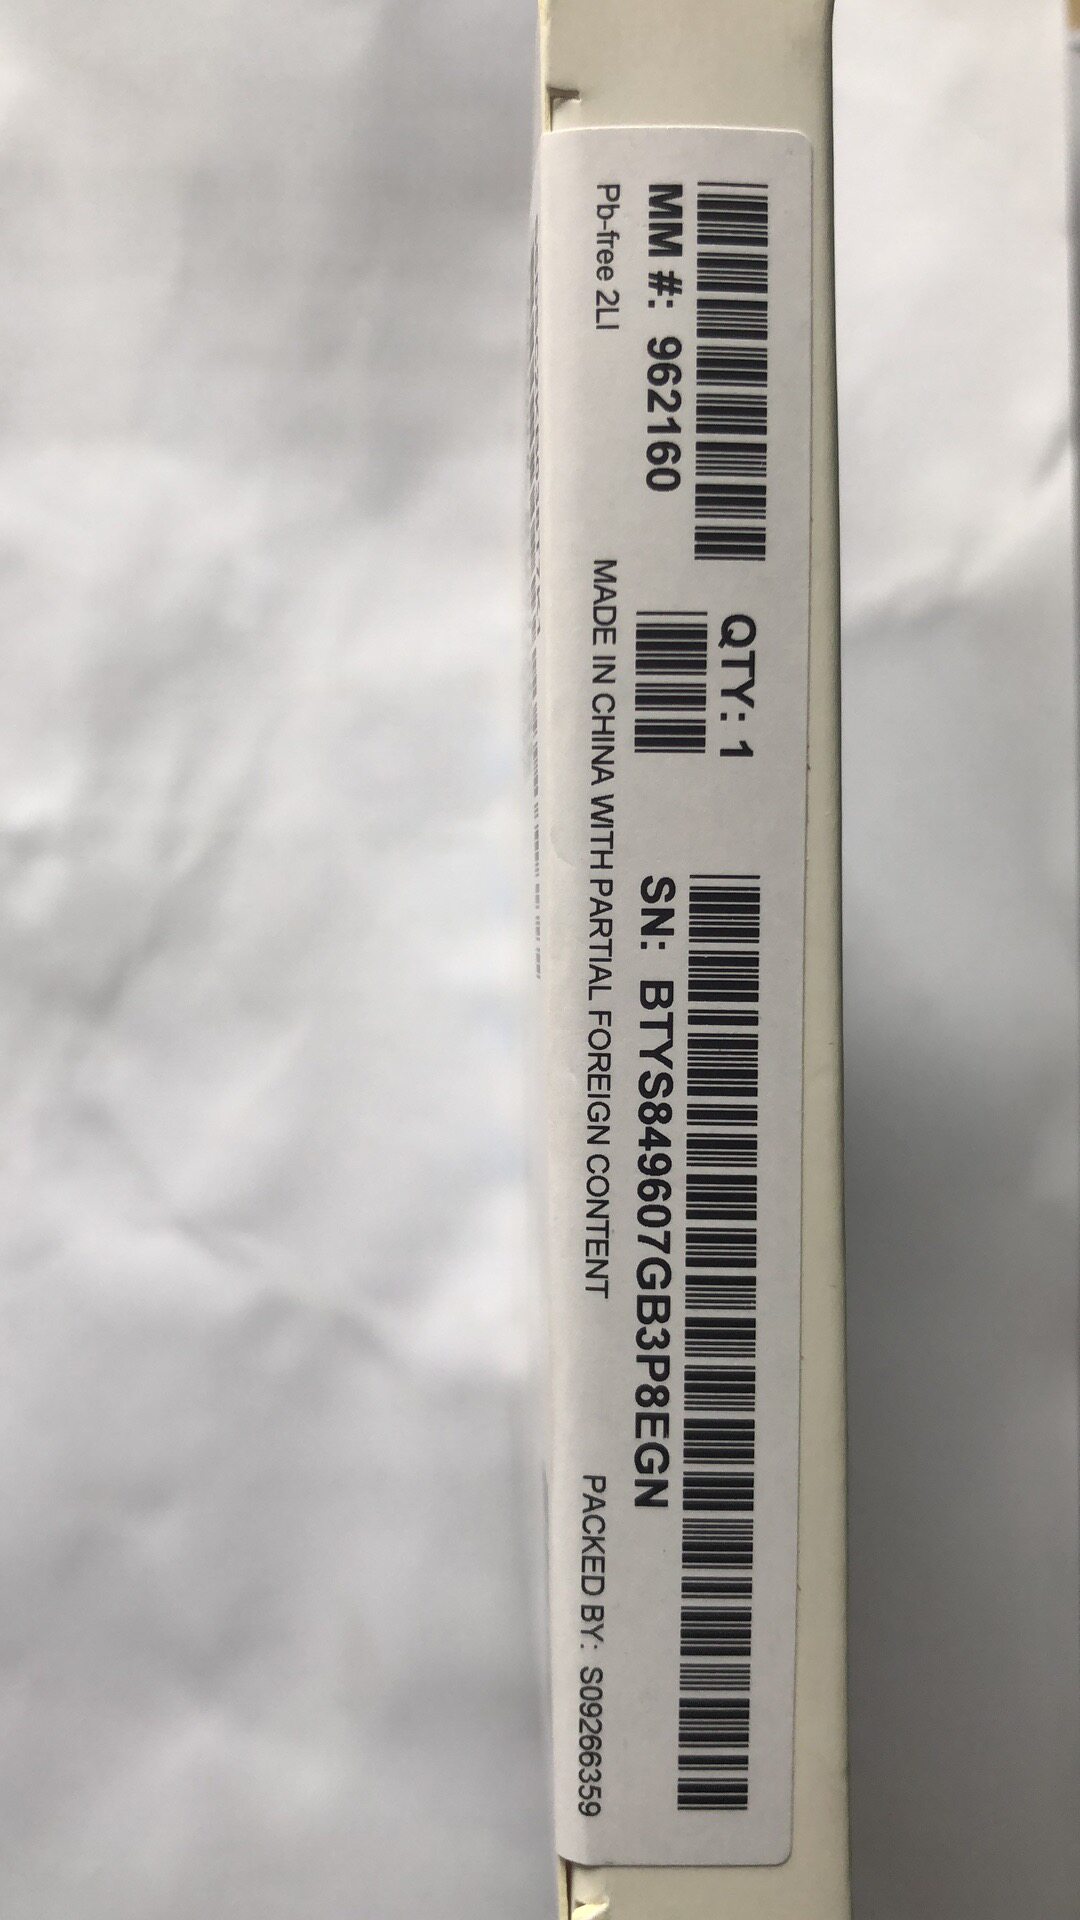 MM #: 962160
QTY: 1
SN: BTYS849607GB3P8EGN
Pb-free 2LI
MADE IN CHINA WITH PARTIAL FOREIGN CONTENT
PACKED BY: S09266359